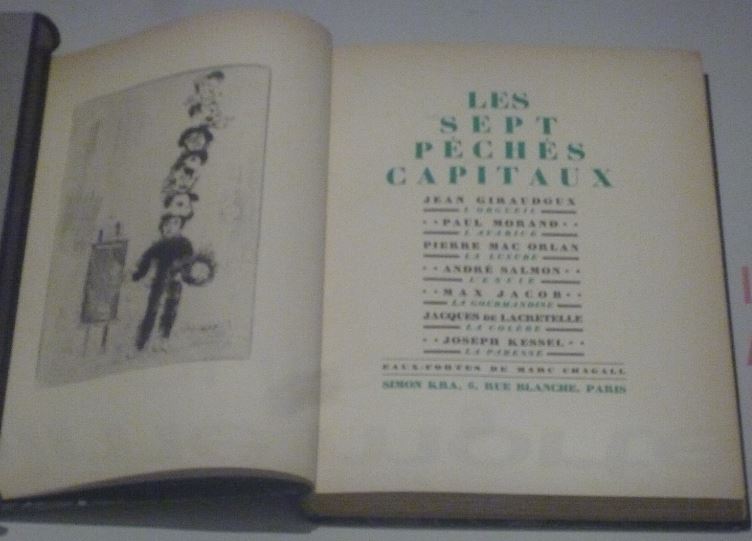 LES
SEPT
PÉCHÉS
CAPITAUX
JEAN GIRAUDOUX
L'ORGUEIL
PAUL MORAND
L'AVARICE
PIERRE MAC ORLAN
LA LUXURE
ANDRÉ SALMON
L'ENVIE
MAX JACOB
LA GOURMANDISE
JACQUES DE LACRETELLE
LA COLÈRE
JOSEPH KESSEL
LA PARESSE
EAUX-FORTES DE MARC CHAGALL
SIMON KRA, 6, RUE BLANCHE, PARIS